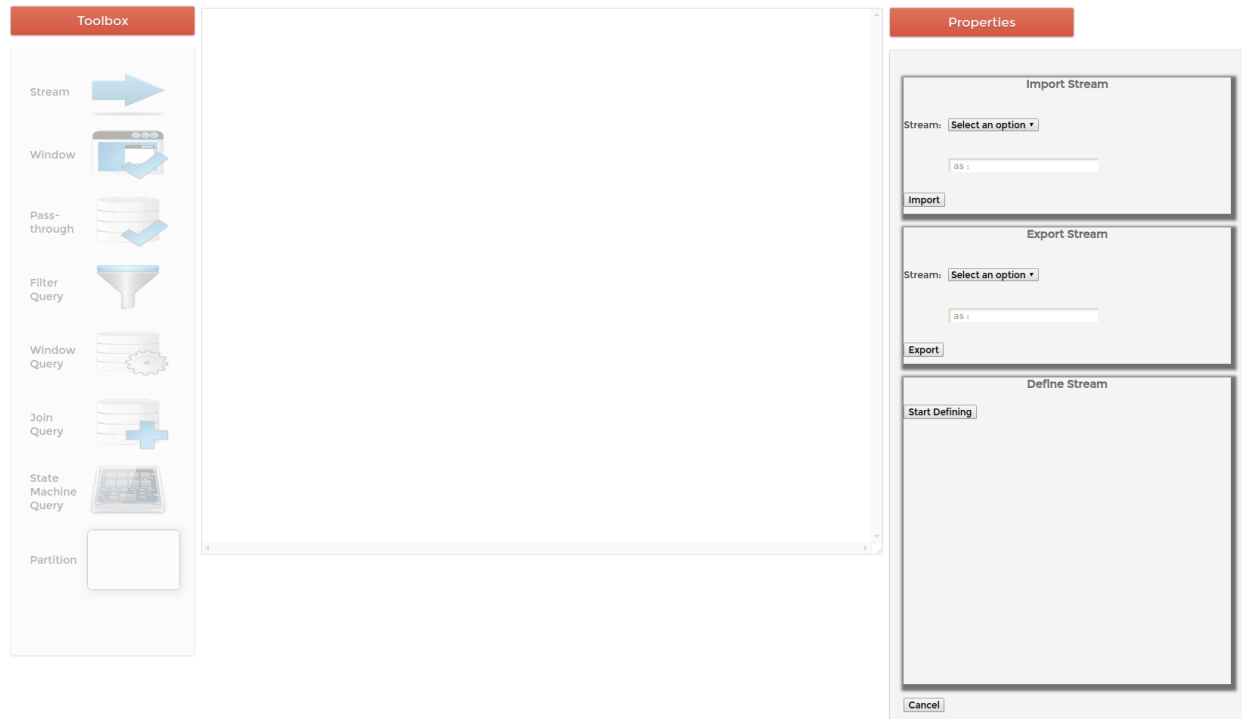 Toolbox
Stream
Window
Pass-
through
Filter
Query
Window
Query
Join
Query
State
Machine
Query
Partition
Properties
Import Stream
Stream: Select an option
as :
Import
Export Stream
Stream: Select an option
as :
Export
Define Stream
Start Defining
Cancel